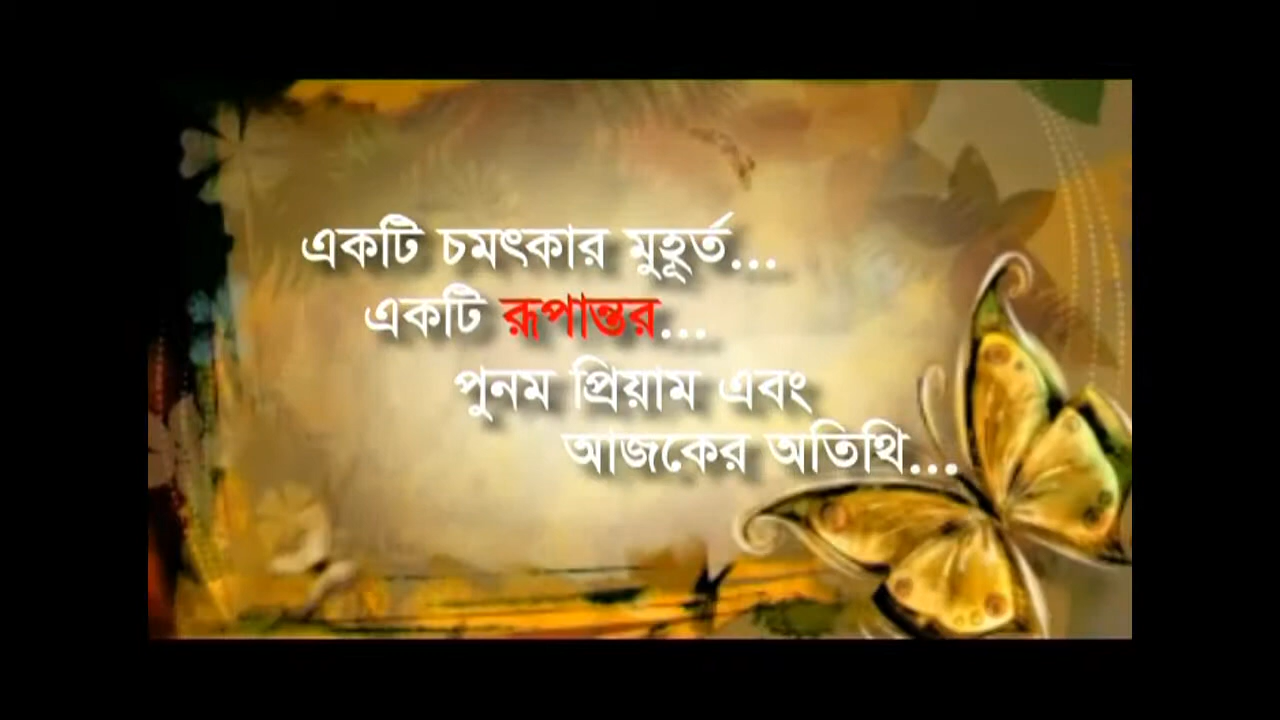 একটি চমৎকার মুহূর্ত...
একটি রূপান্তর...
পুনম প্রিয়াম এবং
আজকের অতিথি...